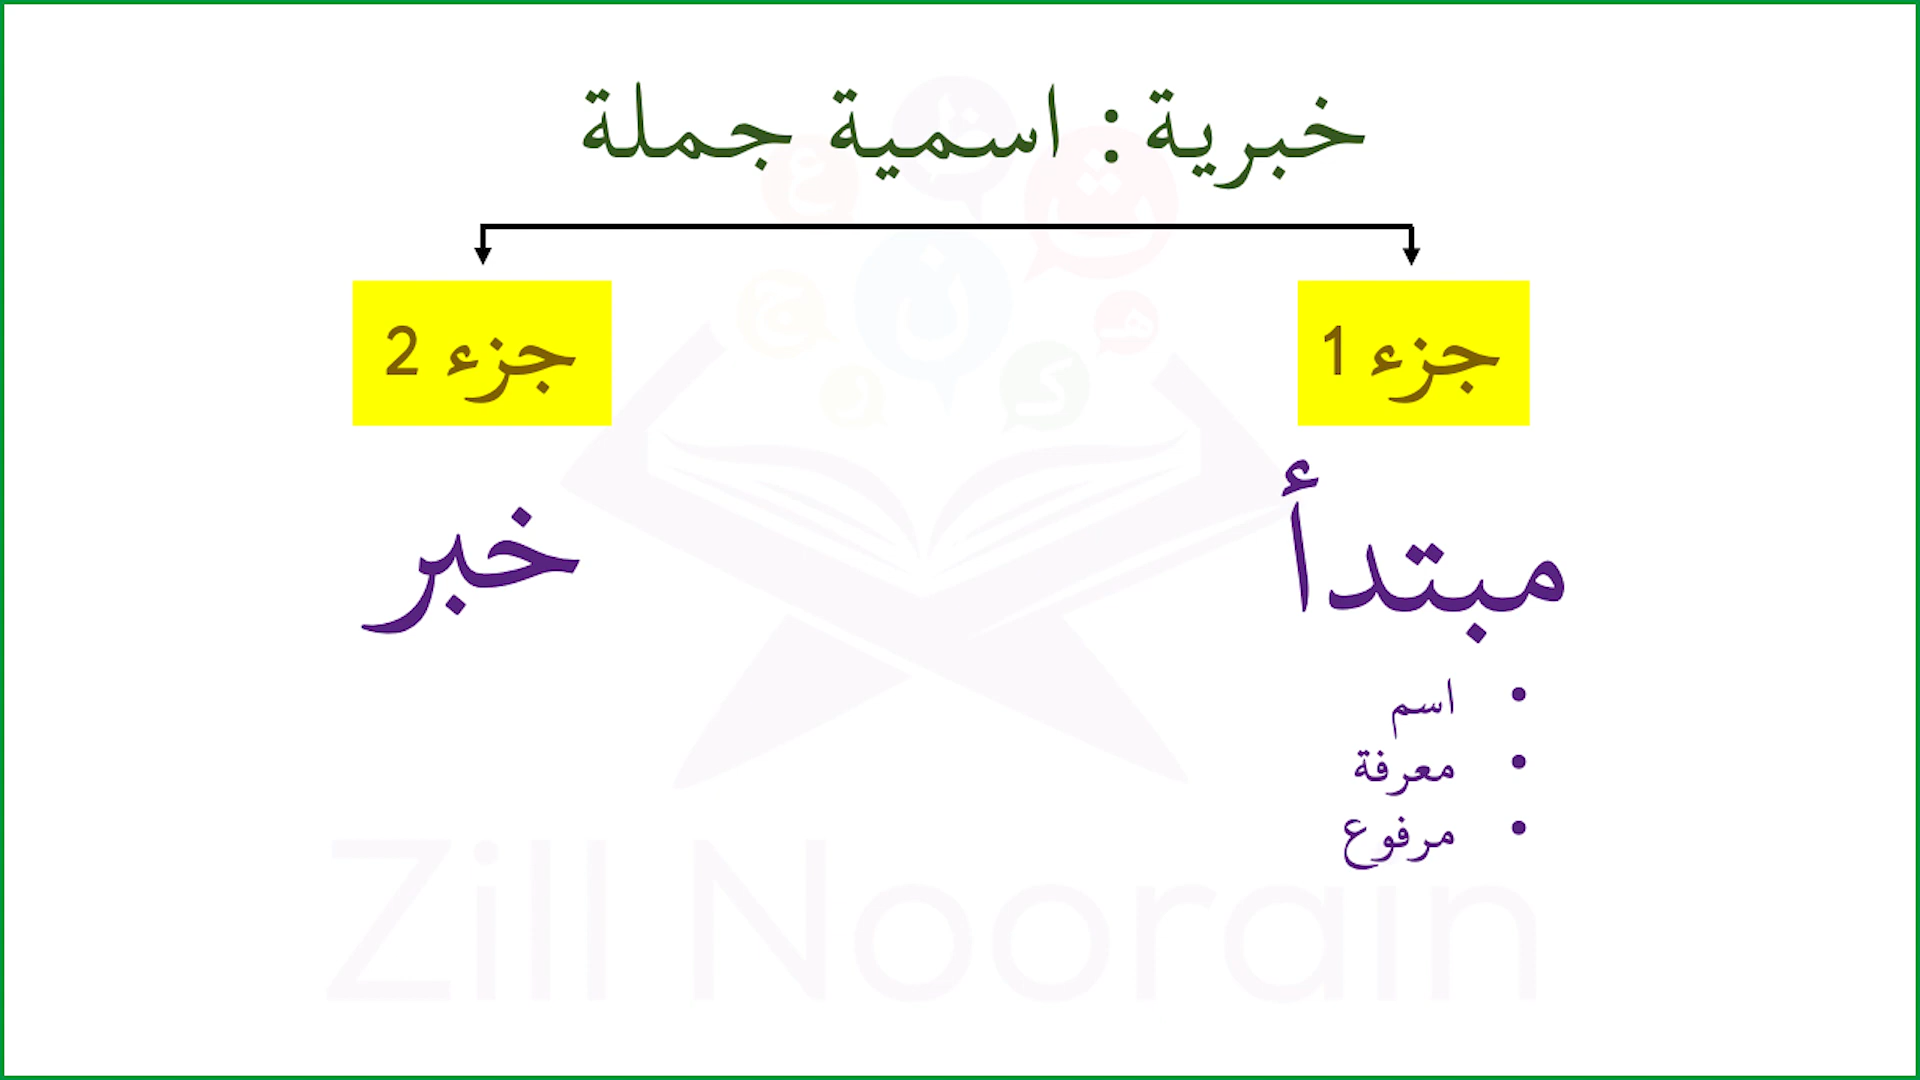 خبرية : اسمية جملة
جزء 1
مبتدأ
• اسم
• معرفة
• مرفوع
جزء 2
خبر
Zill Noorain